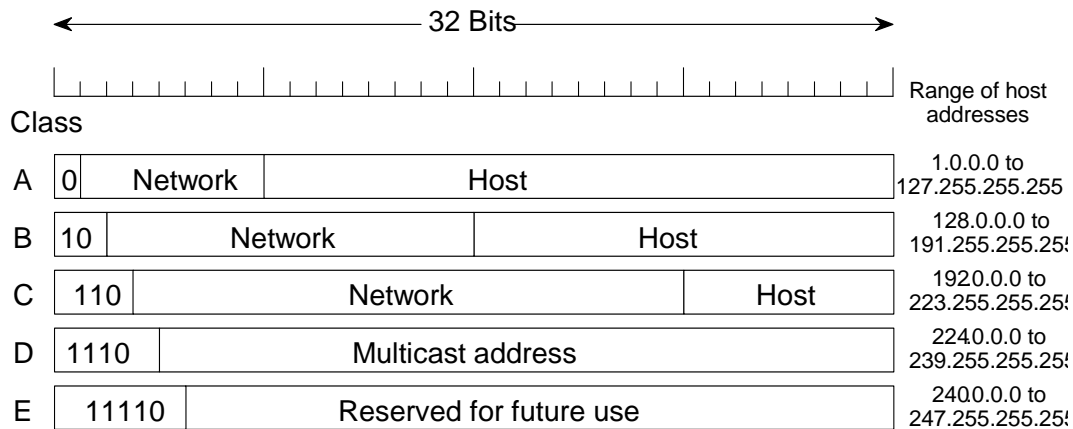 32 Bits
Range of host
addresses
Class
A 0 Network Host 1.0.0.0 to
127.255.255.255
B 10 Network Host 128.0.0.0 to
191.255.255.255
C 110 Network Host 192.0.0.0 to
223.255.255.255
D 1110 Multicast address 224.0.0.0 to
239.255.255.255
E 11110 Reserved for future use 240.0.0.0 to
247.255.255.255